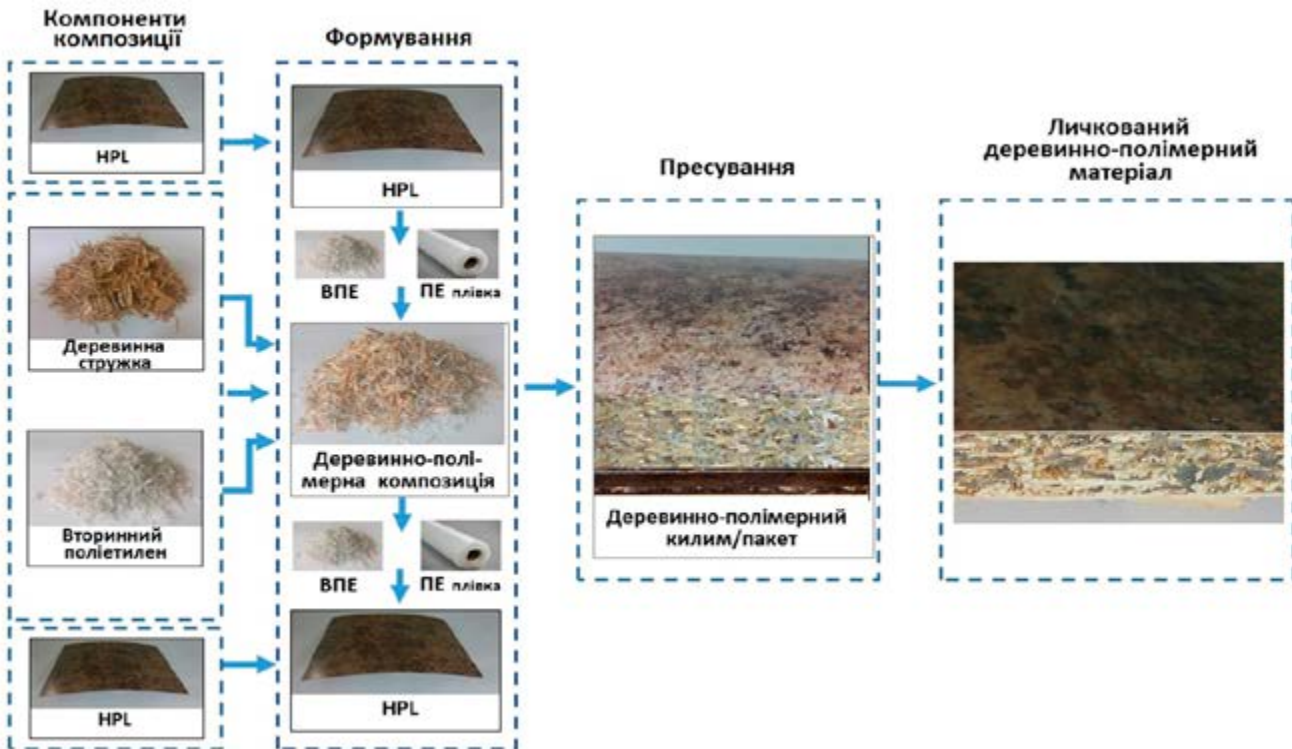 Компоненти
композиції
HPL
Деревинна
стружка
Вторинний
поліетилен
HPL
Формування
HPL
ВПЕ ПЕ плівка
Деревинно-полі-
мерна композиція
ВПЕ ПЕ плівка
HPL
Пресування
Деревинно-полімерний
килим/пакет
Личкований
деревинно-полімерний
матеріал